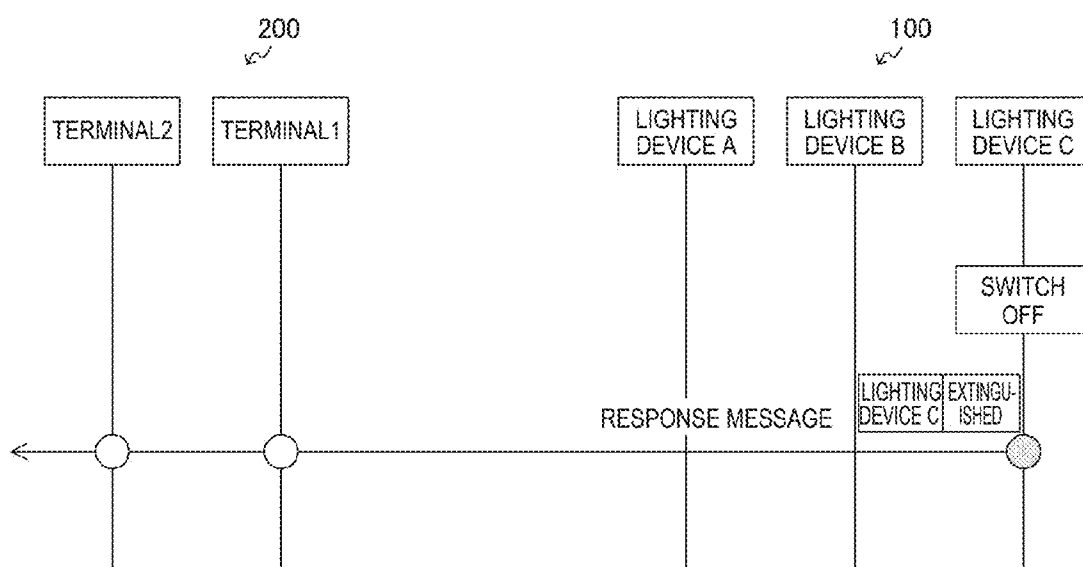 200
100
TERMINAL2
TERMINAL1
LIGHTING
DEVICE A
LIGHTING
DEVICE B
LIGHTING
DEVICE C
SWITCH
OFF
RESPONSE MESSAGE
LIGHTING
DEVICE C
EXTINGU-
ISHED